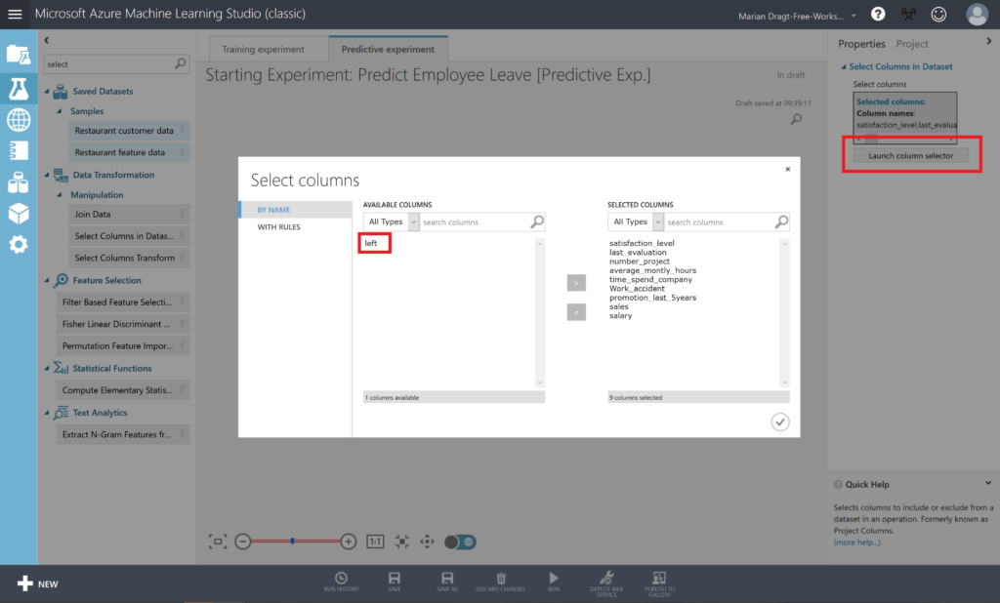 Microsoft Azure Machine Learning Studio (classic)
Marian Dragt-Free-Works...
select
Saved Datasets
Samples
Restaurant customer data
Restaurant feature data
Data Transformation
Manipulation
Join Data
Select Columns in Datas...
Select Columns Transform
Feature Selection
Filter Based Feature Selecti...
Fisher Linear Discriminant ...
Permutation Feature Impor...
Statistical Functions
Compute Elementary Statis...
Text Analytics
Extract N-Gram Features fr...
Training experiment
Predictive experiment
Starting Experiment: Predict Employee Leave [Predictive Exp.]
In draft
Draft saved at 09:39:11
Select columns
BY NAME
WITH RULES
AVAILABLE COLUMNS
All Types
search columns
left
1 columns available
>
<
SELECTED COLUMNS
All Types
search columns
satisfaction_level
last_evaluation
number_project
average_montly_hours
time_spend_company
Work_accident
promotion_last_5years
sales
salary
9 columns selected
Properties Project
Select Columns in Dataset
Select columns
Selected columns:
Column names:
satisfaction_level,last_evalua
Launch column selector
Quick Help
Selects columns to include or exclude from a
dataset in an operation. Formerly known as
Project Columns.
(more help...)
1:1
NEW
RUN HISTORY
SAVE
SAVE AS
DISCARD CHANGES
RUN
DEPLOY WEB
SERVICE
PUBLISH TO
GALLERY